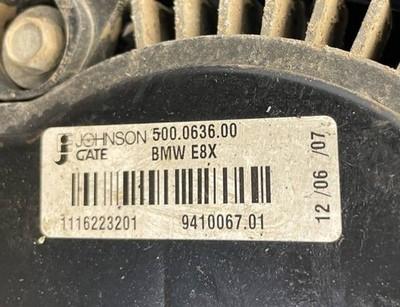 JOHNSON 500.0636.00
GATE BMW E8X
1116223201 9410067.01
12/06/07